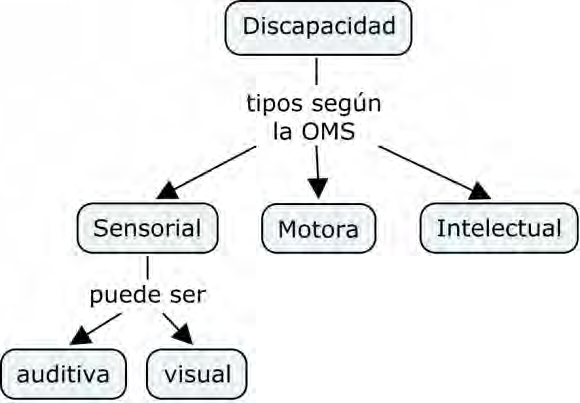 Discapacidad
tipos según
la OMS
Sensorial
Motora
Intelectual
puede ser
auditiva
visual